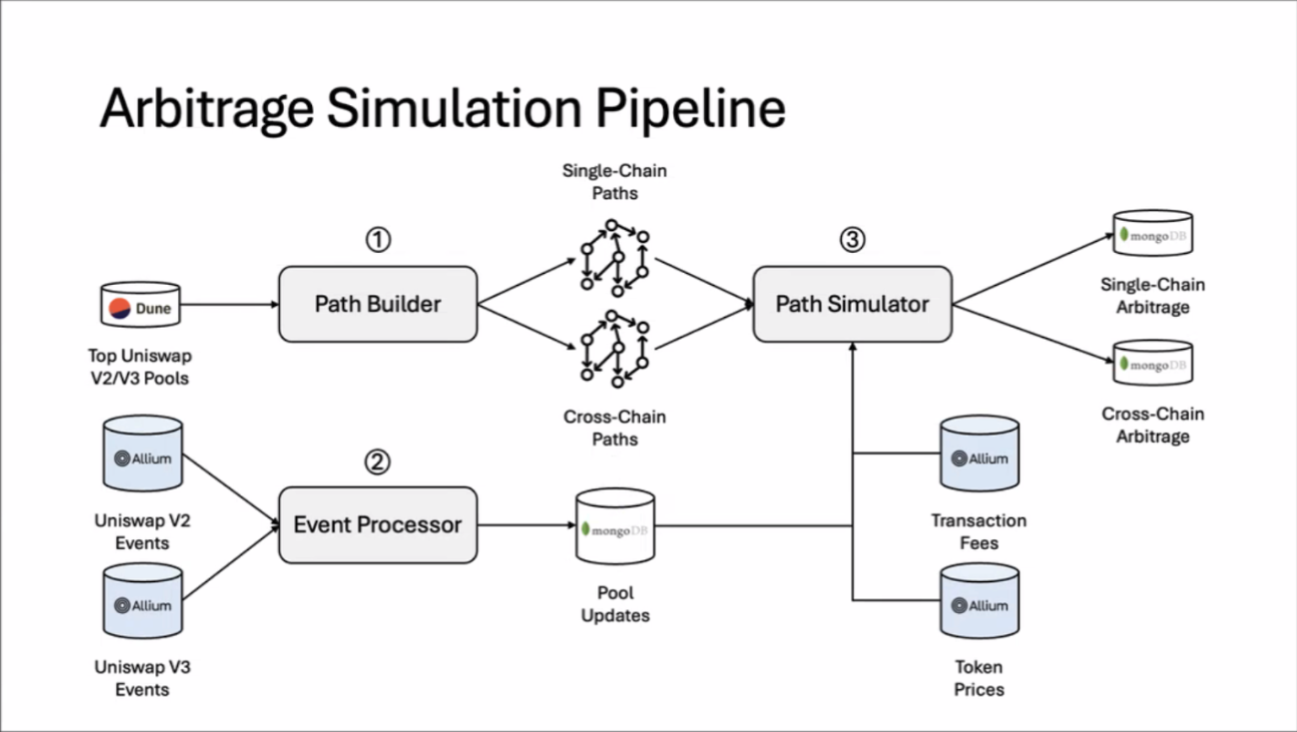 Arbitrage Simulation Pipeline
Single-Chain
Paths
①
Path Builder
③
Path Simulator
Dune
Top Uniswap
V2/V3 Pools
mongoDB
Single-Chain
Arbitrage
mongoDB
Cross-Chain
Arbitrage
Cross-Chain
Paths
Allium
Uniswap V2
Events
②
Event Processor
Allium
Uniswap V3
Events
mongoDB
Pool
Updates
Allium
Transaction
Fees
Allium
Token
Prices